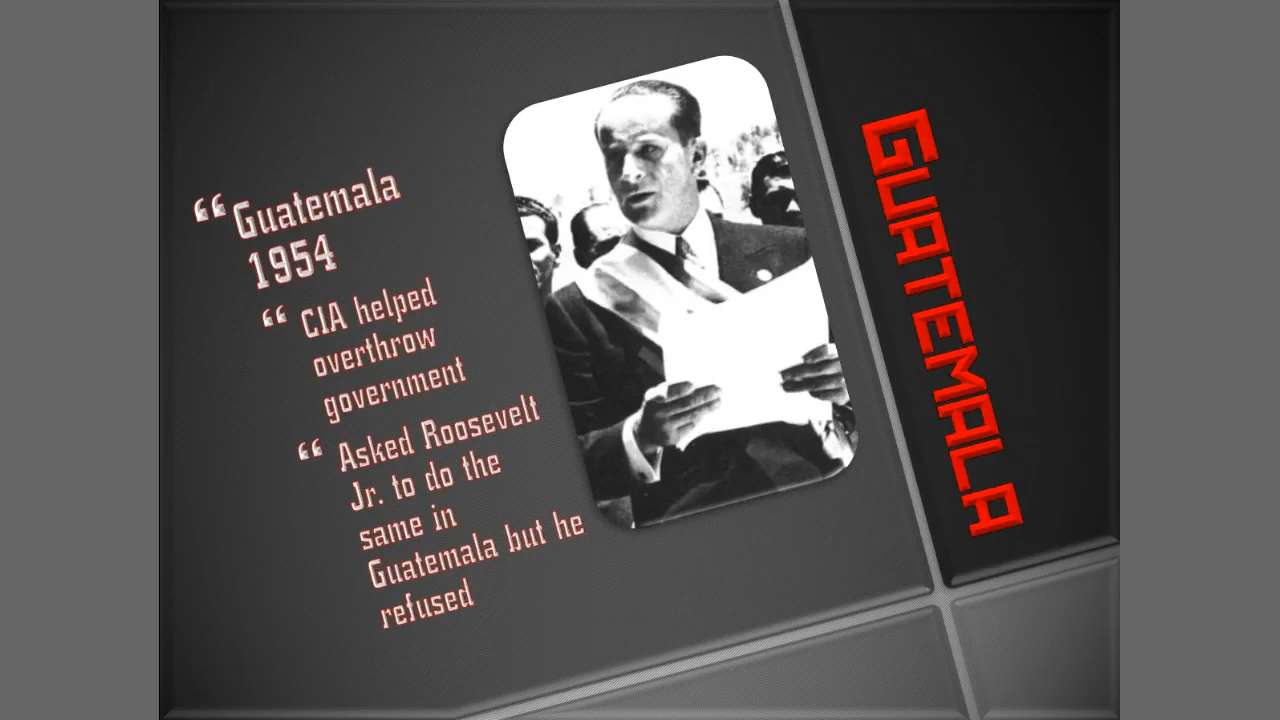 GUATEMALA
Guatemala
1954
CIA helped
overthrow
government
Asked Roosevelt
Jr. to do the
same in
Guatemala but he
refused